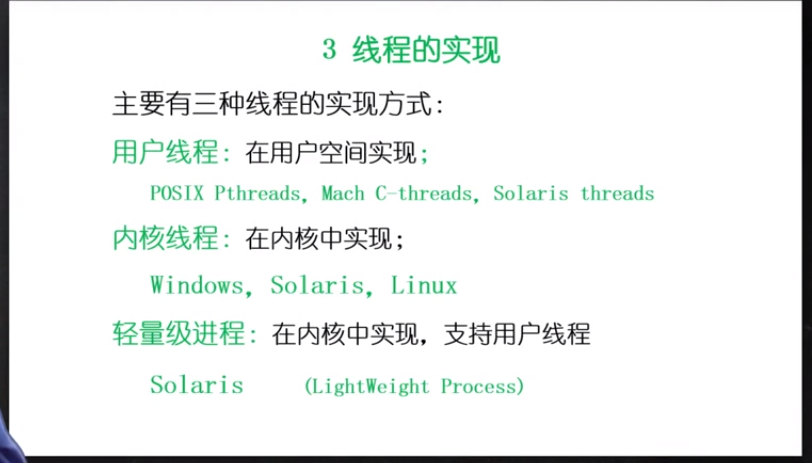 3 线程的实现
主要有三种线程的实现方式:
用户线程: 在用户空间实现;
POSIX Pthreads, Mach C-threads, Solaris threads
内核线程: 在内核中实现;
Windows, Solaris, Linux
轻量级进程: 在内核中实现, 支持用户线程
Solaris (LightWeight Process)